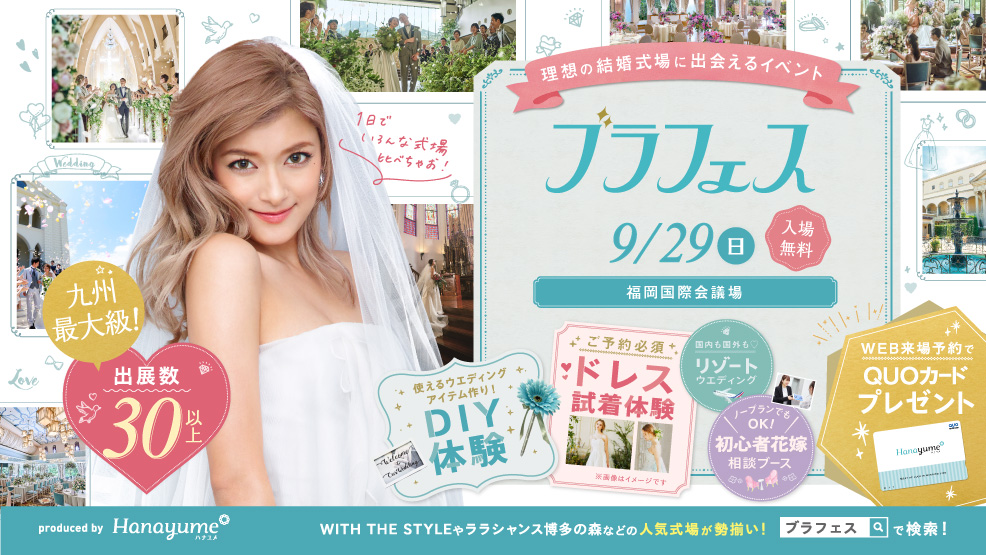 理想の結婚式場に出会えるイベント
1日で
いろんな式場
比べちゃお!
ブラフェス
Wedding
9/29 日
入場
無料
福岡国際会議場
九州
最大級!
出展数
30以上
Love
使えるウエディング
アイテム作り!
DIY
体験
Welcome
to
Our Wedding
ご予約必須
ドレス
試着体験
※画像はイメージです
国内も国外も♡
リゾート
ウエディング
ノープランでも
OK!
初心者花嫁
相談ブース
WEB来場予約で
QUOカード
プレゼント
QUO
Hanayume
produced by Hanayume
ハナユメ
WITH THE STYLEやララシャンス博多の森などの人気式場が勢揃い!
ブラフェス で検索!